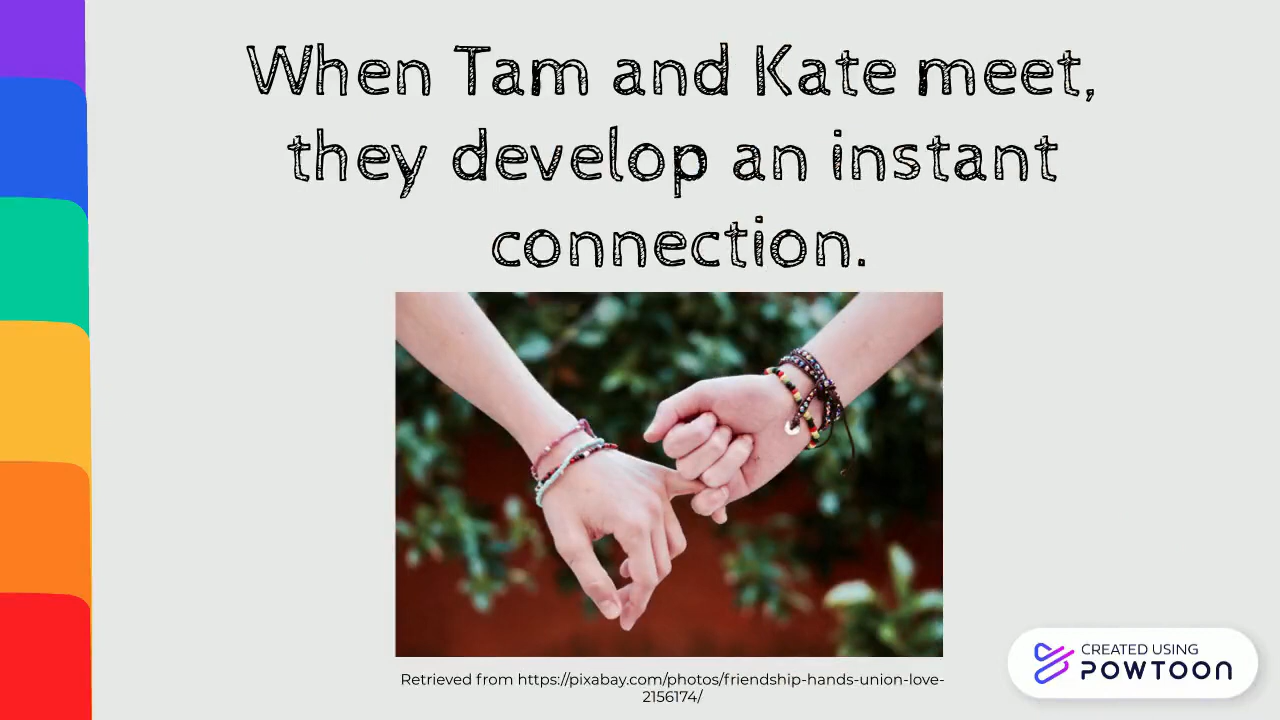 When Tam and Kate meet,
they develop an instant
connection.
Retrieved from https://pixabay.com/photos/friendship-hands-union-love-
2156174/
CREATED USING
POWTOON